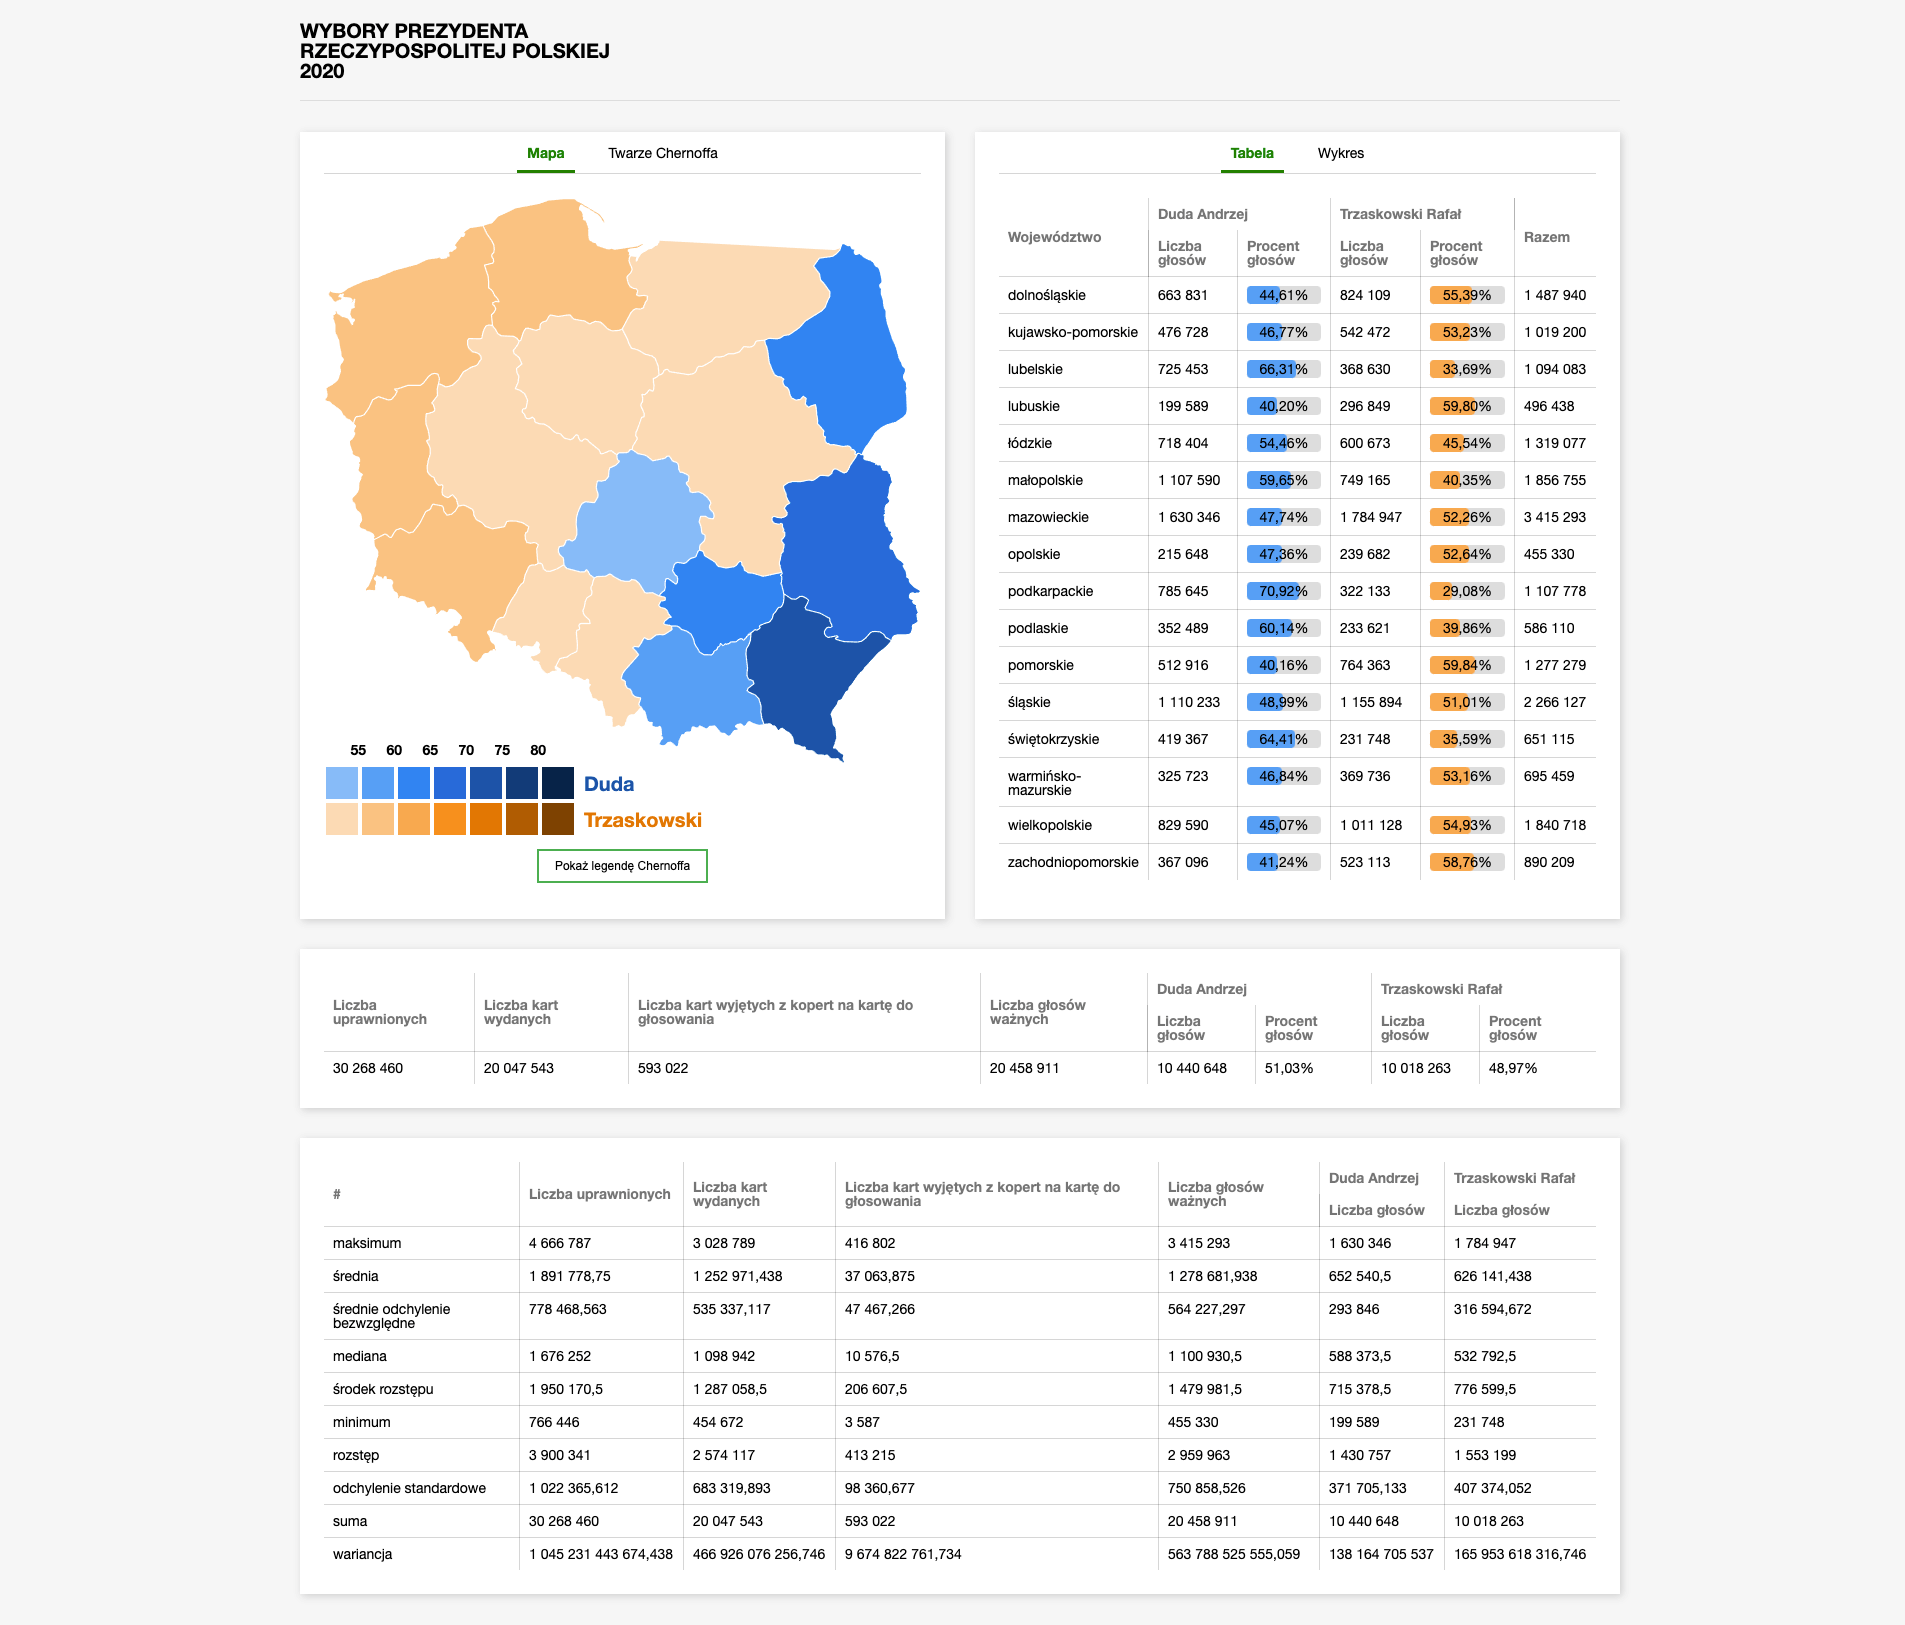 WYBORY PREZYDENTA
RZECZYPOSPOLITEJ POLSKIEJ
2020
Mapa Twarze Chernoffa
55 60 65 70 75 80
Duda
Trzaskowski
Pokaż legendę Chernoffa
Tabela Wykres
Województwo Duda Andrzej Trzaskowski Rafał Razem
Liczba głosów Procent głosów Liczba głosów Procent głosów
dolnośląskie 663 831 44,61% 824 109 55,39% 1 487 940
kujawsko-pomorskie 476 728 46,77% 542 472 53,23% 1 019 200
lubelskie 725 453 66,31% 368 630 33,69% 1 094 083
lubuskie 199 589 40,20% 296 849 59,80% 496 438
łódzkie 718 404 54,46% 600 673 45,54% 1 319 077
małopolskie 1 107 590 59,65% 749 165 40,35% 1 856 755
mazowieckie 1 630 346 47,74% 1 784 947 52,26% 3 415 293
opolskie 215 648 47,36% 239 682 52,64% 455 330
podkarpackie 785 645 70,92% 322 133 29,08% 1 107 778
podlaskie 352 489 60,14% 233 621 39,86% 586 110
pomorskie 512 916 40,16% 764 363 59,84% 1 277 279
śląskie 1 110 233 48,99% 1 155 894 51,01% 2 266 127
świętokrzyskie 419 367 64,41% 231 748 35,59% 651 115
warmińsko-mazurskie 325 723 46,84% 369 736 53,16% 695 459
wielkopolskie 829 590 45,07% 1 011 128 54,93% 1 840 718
zachodniopomorskie 367 096 41,24% 523 113 58,76% 890 209
Liczba uprawnionych Liczba kart wydanych Liczba kart wyjętych z kopert na kartę do głosowania Liczba głosów ważnych Duda Andrzej Trzaskowski Rafał
Liczba głosów Procent głosów Liczba głosów Procent głosów
30 268 460 20 047 543 593 022 20 458 911 10 440 648 51,03% 10 018 263 48,97%
# Liczba uprawnionych Liczba kart wydanych Liczba kart wyjętych z kopert na kartę do głosowania Liczba głosów ważnych Duda Andrzej Trzaskowski Rafał
Liczba głosów Liczba głosów
maksimum 4 666 787 3 028 789 416 802 3 415 293 1 630 346 1 784 947
średnia 1 891 778,75 1 252 971,438 37 063,875 1 278 681,938 652 540,5 626 141,438
średnie odchylenie bezwzględne 778 468,563 535 337,117 47 467,266 564 227,297 293 846 316 594,672
mediana 1 676 252 1 098 942 10 576,5 1 100 930,5 588 373,5 532 792,5
środek rozstępu 1 950 170,5 1 287 058,5 206 607,5 1 479 981,5 715 378,5 776 599,5
minimum 766 446 454 672 3 587 455 330 199 589 231 748
rozstęp 3 900 341 2 574 117 413 215 2 959 963 1 430 757 1 553 199
odchylenie standardowe 1 022 365,612 683 319,893 98 360,677 750 858,526 371 705,133 407 374,052
suma 30 268 460 20 047 543 593 022 20 458 911 10 440 648 10 018 263
wariancja 1 045 231 443 674,438 466 926 076 256,746 9 674 822 761,734 563 788 525 555,059 138 164 705 537 165 953 618 316,746